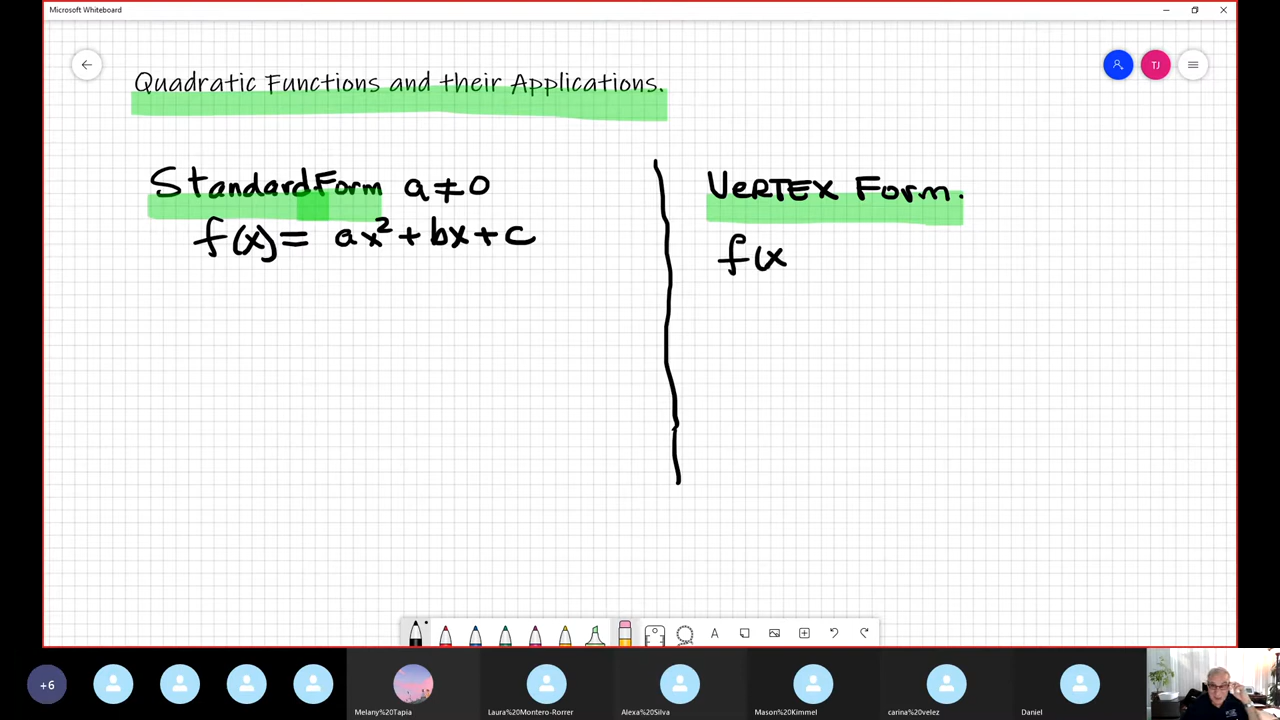 Microsoft Whiteboard
TJ
Quadratic Functions and their Applications.
Standard Form a ≠ 0
f(x) = ax² + bx + c
VERTEX Form.
f(x
A
+6
Melany%20Tapia
Laura%20Montero-Rorrer
Alexa%20Silva
Mason%20Kimmel
carina%20velez
Daniel